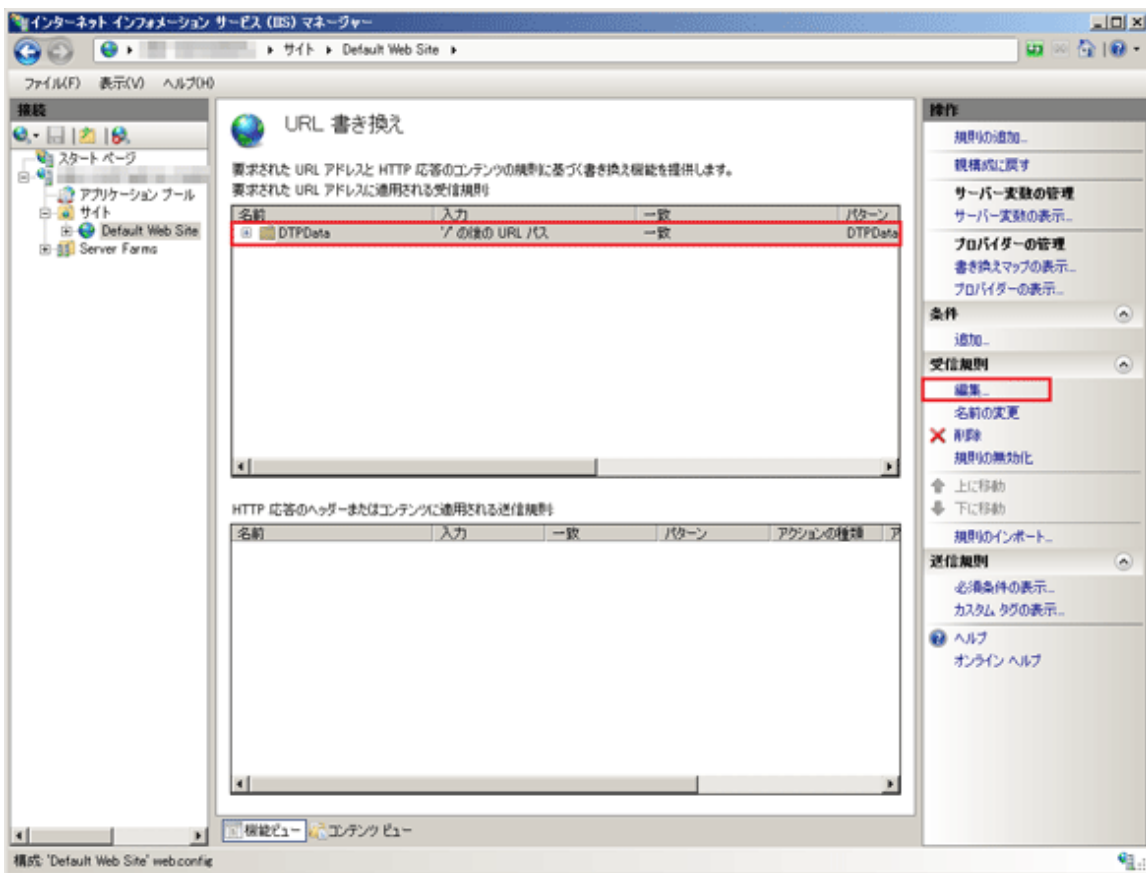 インターネット インフォメーション サービス (IIS) マネージャー
サイト
Default Web Site
ファイル(F) 表示(V) ヘルプ(H)
接続
スタート ページ
アプリケーション プール
サイト
Default Web Site
Server Farms
URL 書き換え
要求された URL アドレスと HTTP 応答のコンテンツの規則に基づく書き換え機能を提供します。
要求された URL アドレスに適用される受信規則:
名前 入力 一致 パターン
DTPData '/' の後の URL パス 一致 DTPData
HTTP 応答のヘッダーまたはコンテンツに適用される送信規則:
名前 入力 一致 パターン アクションの種類 ア
機能ビュー コンテンツ ビュー
操作
規則の追加...
親構成に戻す
サーバー変数の管理
サーバー変数の表示...
プロバイダーの管理
書き換えマップの表示...
プロバイダーの表示...
条件
追加...
受信規則
編集...
名前の変更
削除
規則の無効化
上に移動
下に移動
規則のインポート...
送信規則
必須条件の表示...
カスタム タグの表示...
ヘルプ
オンライン ヘルプ
構成: 'Default Web Site' web.config